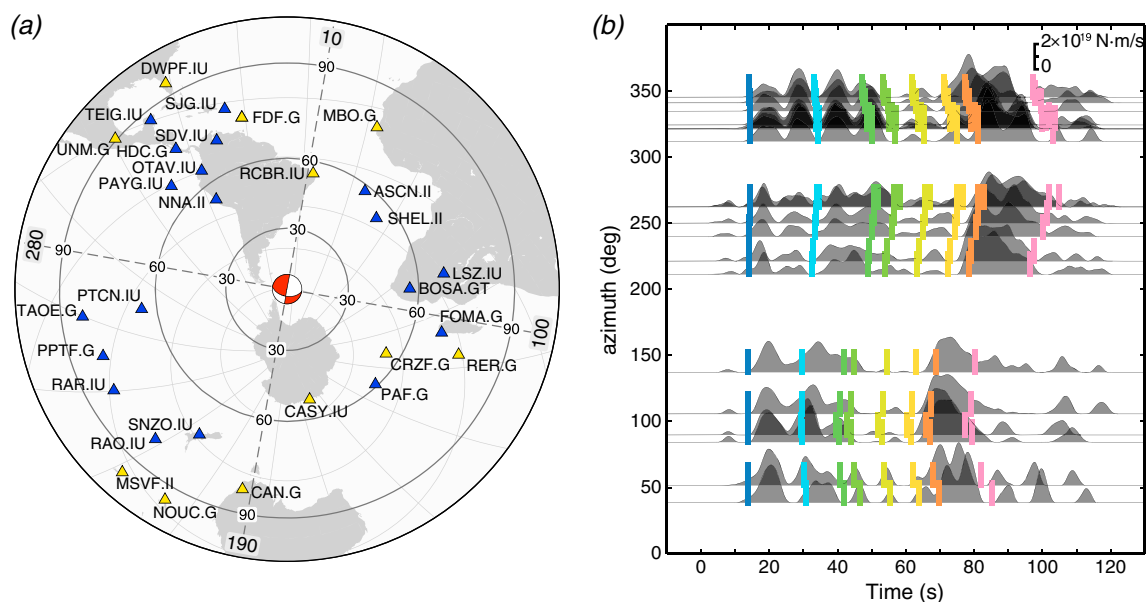 (a)
10
90
DWPF.IU
SJG.IU
FDF.G
MBO.G
TEIG.IU
SDV.IU
UNM.G
HDC.G
OTAV.IU
PAYG.IU
NNA.II
RCBR.IU
60
ASCN.II
SHEL.II
30
280
90
60
30
30
LSZ.IU
BOSA.GT
PTCN.IU
TAOE.G
FOMA.G
60
90
100
PPTF.G
30
CRZF.G
RER.G
RAR.IU
PAF.G
CASY.IU
SNZO.IU
60
RAO.IU
MSVF.II
CAN.G
NOUC.G
90
190
(b)
2×10¹⁹ N·m/s
0
azimuth (deg)
350
300
250
200
150
100
50
0
0 20 40 60 80 100 120
Time (s)